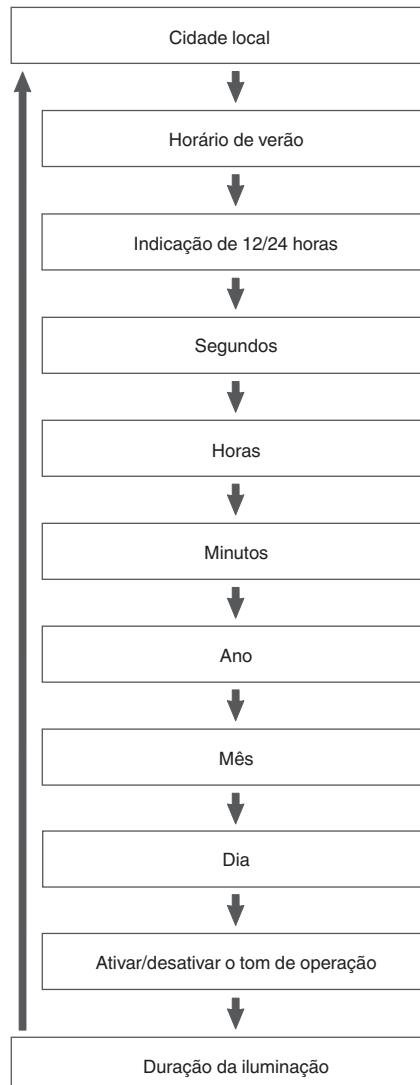 Cidade local
Horário de verão
Indicação de 12/24 horas
Segundos
Horas
Minutos
Ano
Mês
Dia
Ativar/desativar o tom de operação
Duração da iluminação